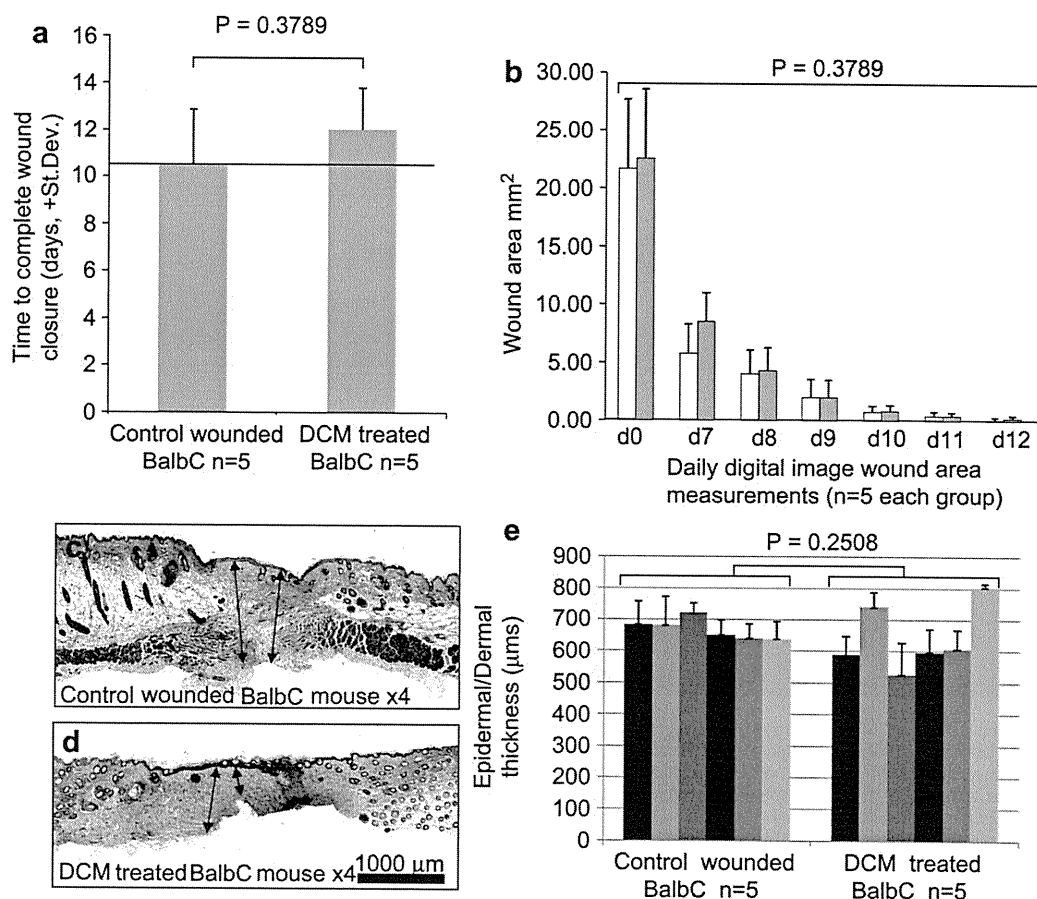 a
P = 0.3789
Time to complete wound
closure (days, +St.Dev.)
16
14
12
10
8
6
4
2
0
Control wounded
BalbC n=5
DCM treated
BalbC n=5
b
P = 0.3789
Wound area mm²
30.00
25.00
20.00
15.00
10.00
5.00
0.00
d0 d7 d8 d9 d10 d11 d12
Daily digital image wound area
measurements (n=5 each group)
c
Control wounded BalbC mouse x4
d
DCM treated BalbC mouse x4
1000 µm
e
P = 0.2508
Epidermal/Dermal
thickness (µms)
900
800
700
600
500
400
300
200
100
0
Control wounded
BalbC n=5
DCM treated
BalbC n=5